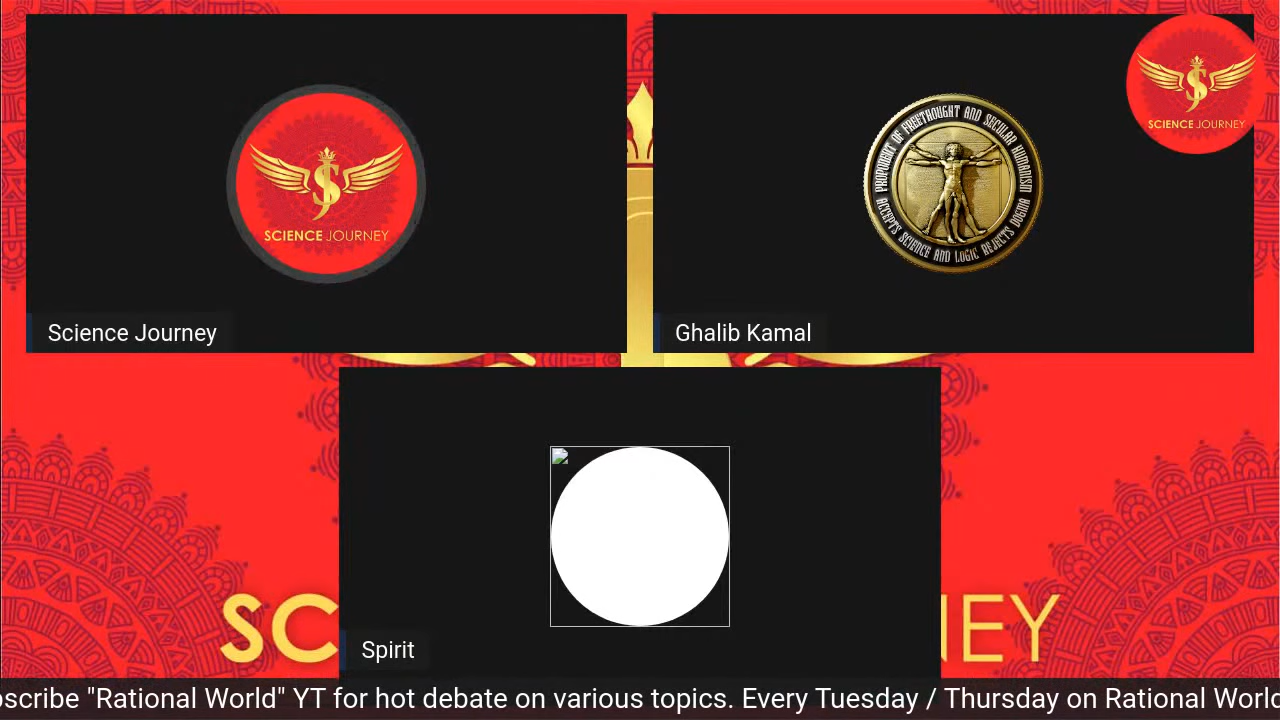 SCIENCE JOURNEY
Science Journey
PROPONENT OF FREETHOUGHT AND SECULAR HUMANISM
ACCEPTS SCIENCE AND LOGIC REJECTS DOGMA
Ghalib Kamal
SCIENCE JOURNEY
Spirit
SC NEY
scribe "Rational World" YT for hot debate on various topics. Every Tuesday / Thursday on Rational World